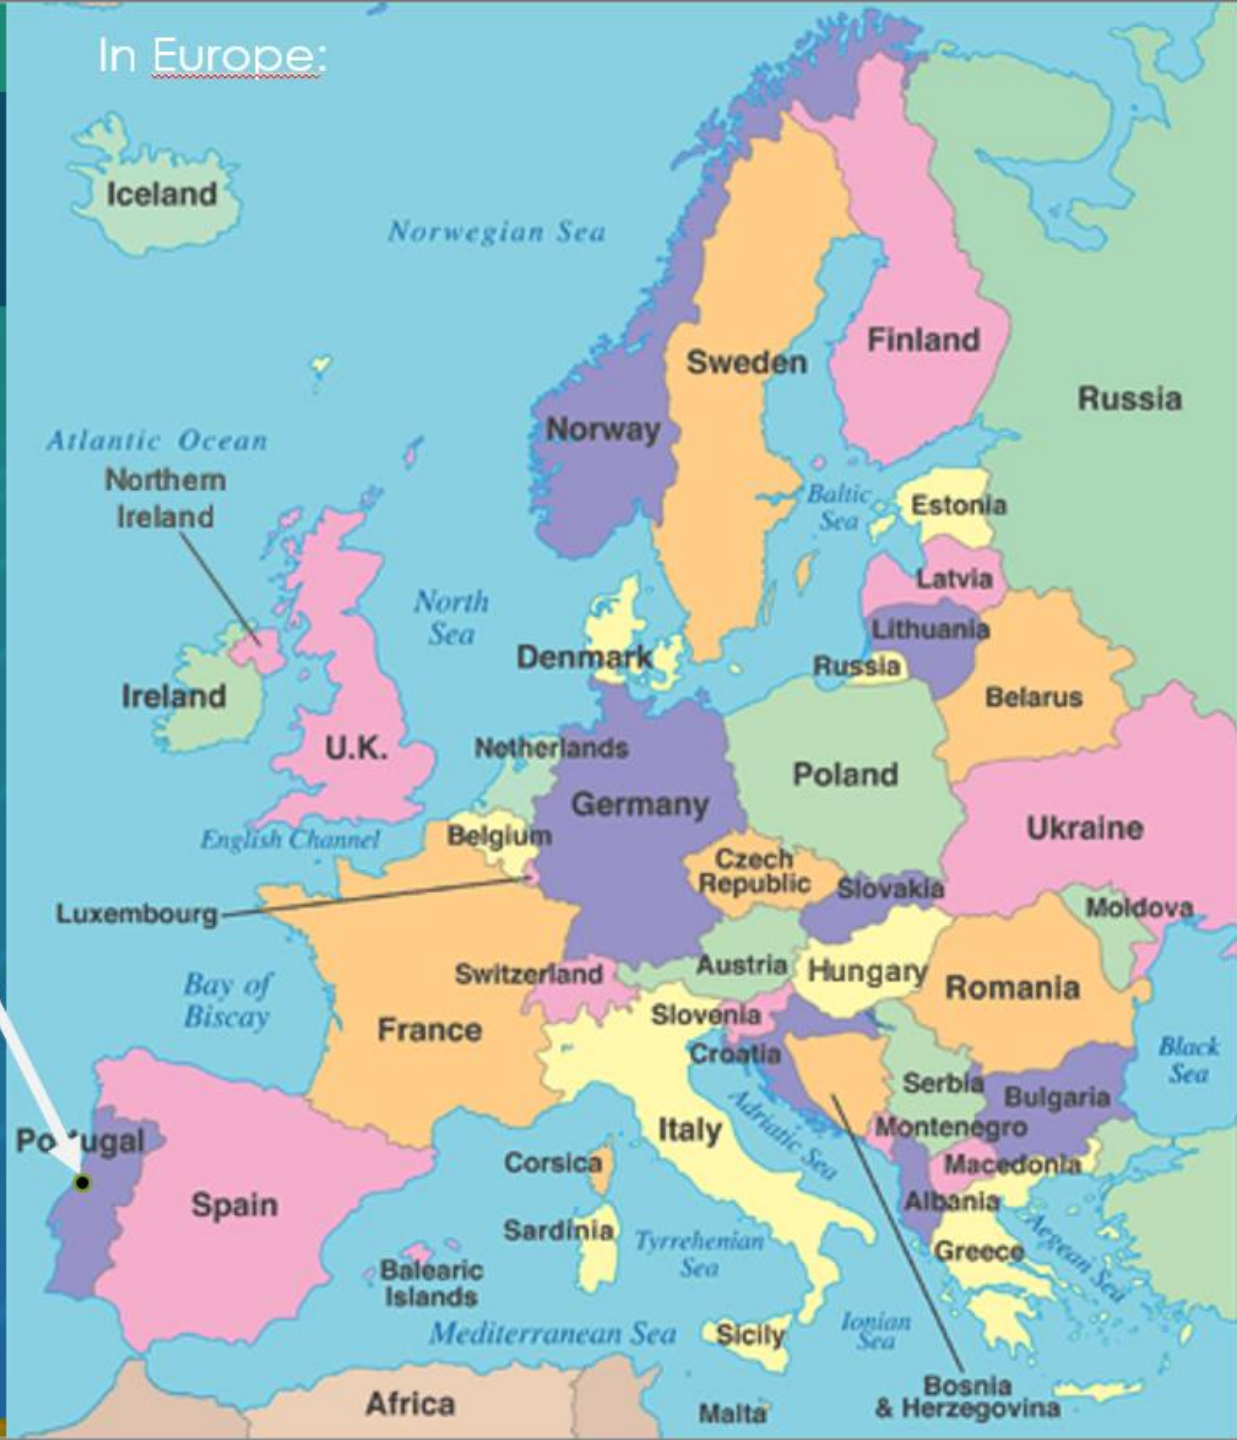 In Europe:
Iceland
Norwegian Sea
Finland
Sweden
Russia
Norway
Atlantic Ocean
Northern
Ireland
Baltic
Sea
Estonia
Latvia
North
Sea
Lithuania
Denmark
Russia
Ireland
Belarus
U.K.
Netherlands
Poland
Germany
Ukraine
English Channel
Belgium
Czech
Republic
Slovakia
Luxembourg
Moldova
Switzerland
Austria
Hungary
Bay of
Biscay
Romania
France
Slovenia
Croatia
Black
Sea
Serbia
Bulgaria
Portugal
Italy
Adriatic Sea
Montenegro
Corsica
Macedonia
Spain
Albania
Sardinia
Tyrrehenian
Sea
Greece
Aegean Sea
Balearic
Islands
Mediterranean Sea
Sicily
Ionian
Sea
Bosnia
& Herzegovina
Africa
Malta